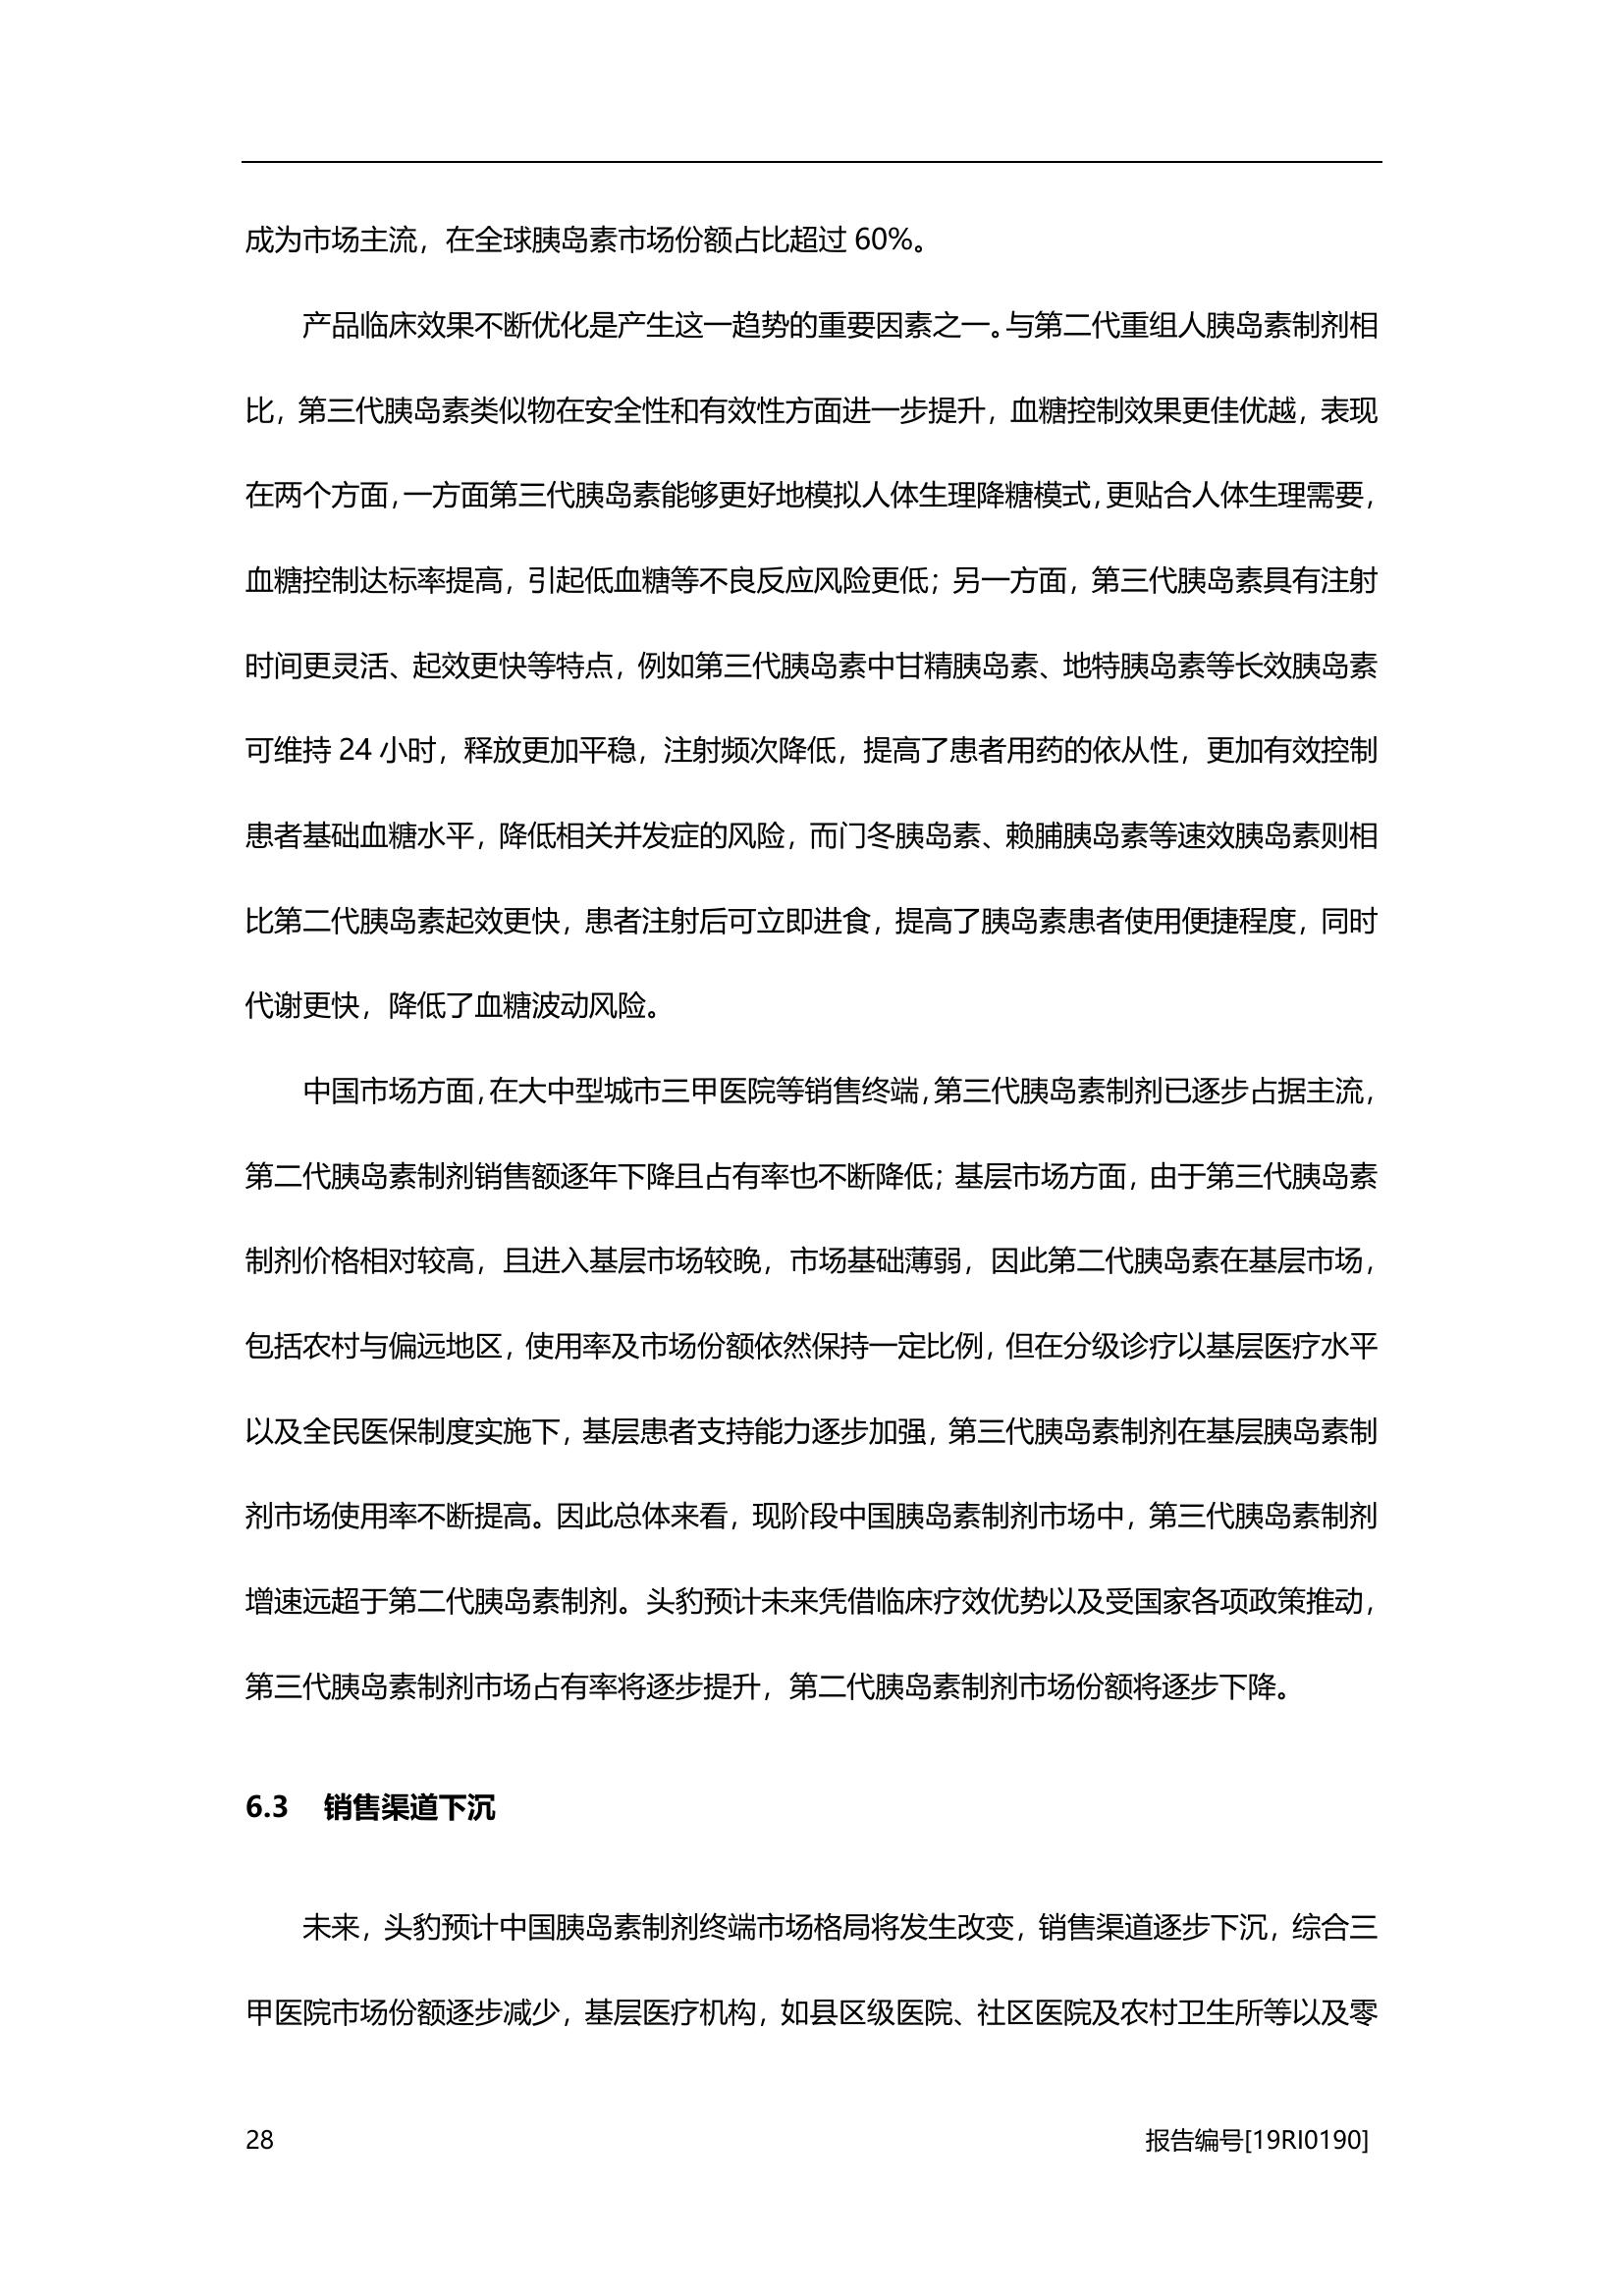 成为市场主流，在全球胰岛素市场份额占比超过 60%。
产品临床效果不断优化是产生这一趋势的重要因素之一。与第二代重组人胰岛素制剂相
比，第三代胰岛素类似物在安全性和有效性方面进一步提升，血糖控制效果更佳优越，表现
在两个方面，一方面第三代胰岛素能够更好地模拟人体生理降糖模式，更贴合人体生理需要，
血糖控制达标率提高，引起低血糖等不良反应风险更低；另一方面，第三代胰岛素具有注射
时间更灵活、起效更快等特点，例如第三代胰岛素中甘精胰岛素、地特胰岛素等长效胰岛素
可维持 24 小时，释放更加平稳，注射频次降低，提高了患者用药的依从性，更加有效控制
患者基础血糖水平，降低相关并发症的风险，而门冬胰岛素、赖脯胰岛素等速效胰岛素则相
比第二代胰岛素起效更快，患者注射后可立即进食，提高了胰岛素患者使用便捷程度，同时
代谢更快，降低了血糖波动风险。
中国市场方面，在大中型城市三甲医院等销售终端，第三代胰岛素制剂已逐步占据主流，
第二代胰岛素制剂销售额逐年下降且占有率也不断降低；基层市场方面，由于第三代胰岛素
制剂价格相对较高，且进入基层市场较晚，市场基础薄弱，因此第二代胰岛素在基层市场，
包括农村与偏远地区，使用率及市场份额依然保持一定比例，但在分级诊疗以基层医疗水平
以及全民医保制度实施下，基层患者支持能力逐步加强，第三代胰岛素制剂在基层胰岛素制
剂市场使用率不断提高。因此总体来看，现阶段中国胰岛素制剂市场中，第三代胰岛素制剂
增速远超于第二代胰岛素制剂。头豹预计未来凭借临床疗效优势以及受国家各项政策推动，
第三代胰岛素制剂市场占有率将逐步提升，第二代胰岛素制剂市场份额将逐步下降。
6.3 销售渠道下沉
未来，头豹预计中国胰岛素制剂终端市场格局将发生改变，销售渠道逐步下沉，综合三
甲医院市场份额逐步减少，基层医疗机构，如县区级医院、社区医院及农村卫生所等以及零
28 报告编号[19RI0190]